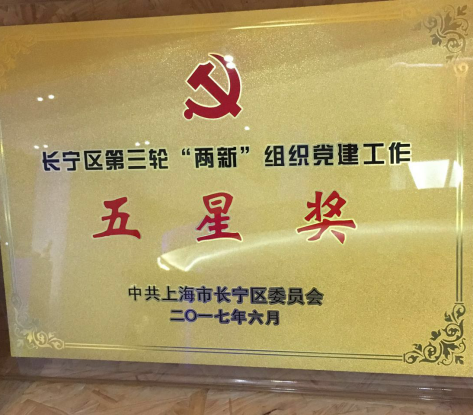 长宁区第三轮“两新”组织党建工作
五星奖
中共上海市长宁区委员会
二〇一七年六月